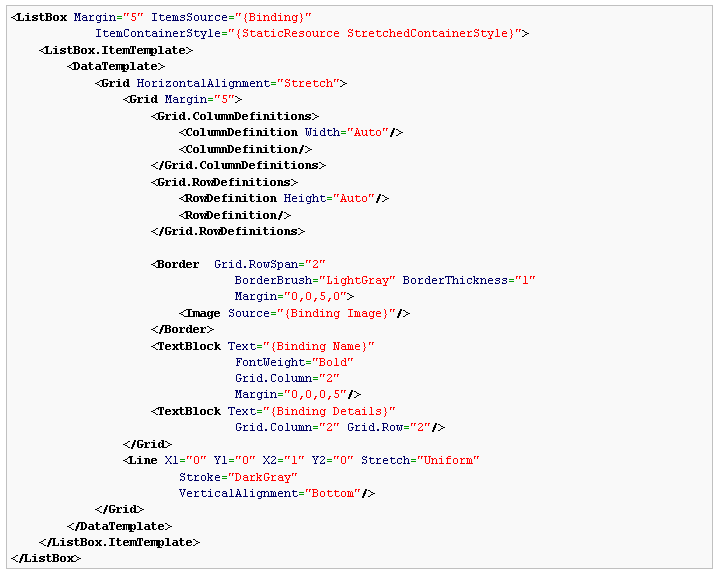 <ListBox Margin="5" ItemsSource="{Binding}"
ItemContainerStyle="{StaticResource StretchedContainerStyle}">
<ListBox.ItemTemplate>
<DataTemplate>
<Grid HorizontalAlignment="Stretch">
<Grid Margin="5">
<Grid.ColumnDefinitions>
<ColumnDefinition Width="Auto"/>
<ColumnDefinition/>
</Grid.ColumnDefinitions>
<Grid.RowDefinitions>
<RowDefinition Height="Auto"/>
<RowDefinition/>
</Grid.RowDefinitions>
<Border  Grid.RowSpan="2"
BorderBrush="LightGray" BorderThickness="1"
Margin="0,0,5,0">
<Image Source="{Binding Image}"/>
</Border>
<TextBlock Text="{Binding Name}"
FontWeight="Bold"
Grid.Column="2"
Margin="0,0,0,5"/>
<TextBlock Text="{Binding Details}"
Grid.Column="2" Grid.Row="2"/>
</Grid>
<Line X1="0" Y1="0" X2="1" Y2="0" Stretch="Uniform"
Stroke="DarkGray"
VerticalAlignment="Bottom"/>
</Grid>
</DataTemplate>
</ListBox.ItemTemplate>
</ListBox>